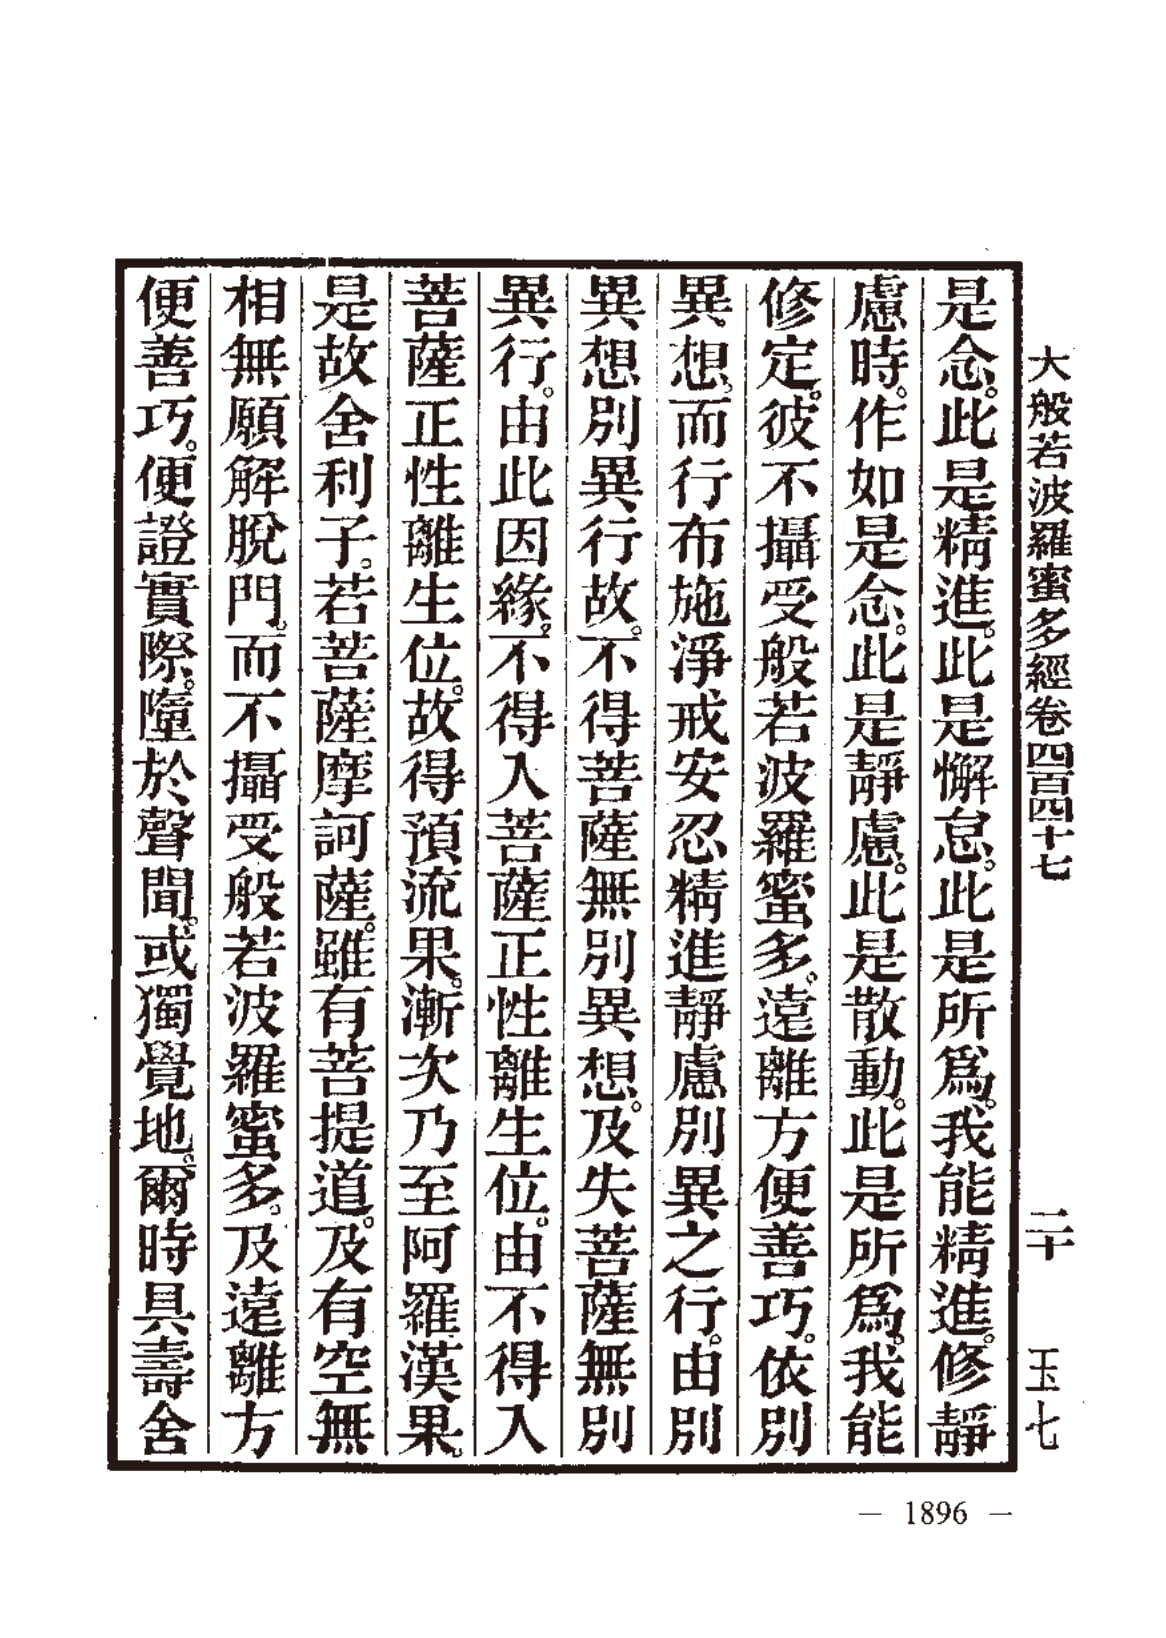 大般若波羅蜜多經卷四百四十七　二十　玉七
是念。此是精進。此是懈怠。此是所爲。我能精進。修靜
慮時。作如是念。此是靜慮。此是散動。此是所爲。我能
修定。彼不攝受般若波羅蜜多。遠離方便善巧。依別
異想。而行布施淨戒安忍精進靜慮別異之行。由別
異想別異行故。不得菩薩無別異想。及失菩薩無別
異行。由此因緣。不得入菩薩正性離生位。由不得入
菩薩正性離生位。故得預流果。漸次乃至阿羅漢果。
是故舍利子。若菩薩摩訶薩。雖有菩提道。及有空無
相無願解脫門。而不攝受般若波羅蜜多。及遠離方
便善巧。便證實際。墮於聲聞。或獨覺地。爾時具壽舍
— 1896 —